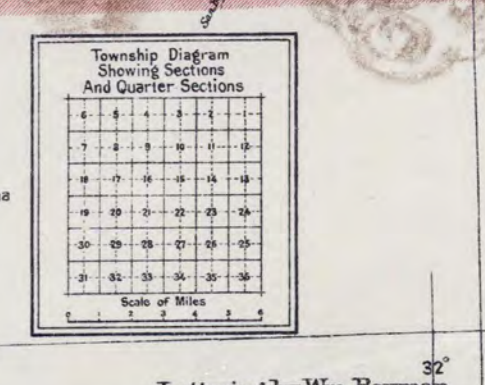 Township Diagram
Showing Sections
And Quarter Sections
6 5 4 3 2 1
7 8 9 10 11 12
18 17 16 15 14 13
19 20 21 22 23 24
30 29 28 27 26 25
31 32 33 34 35 36
Scale of Miles
0 1 2 3 4 5 6
32°